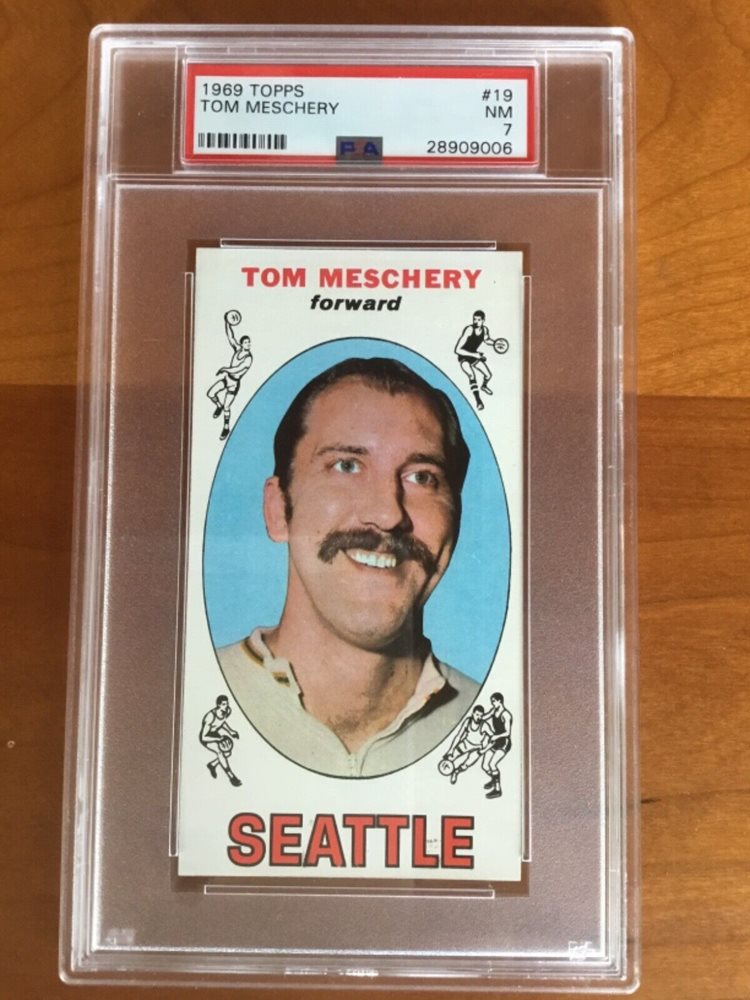 1969 TOPPS
TOM MESCHERY
#19
NM
7
28909006
TOM MESCHERY
forward
SEATTLE